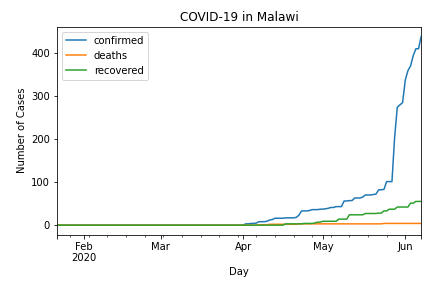 COVID-19 in Malawi
confirmed
deaths
recovered
Number of Cases
400
300
200
100
0
Feb
2020
Mar
Apr
May
Jun
Day